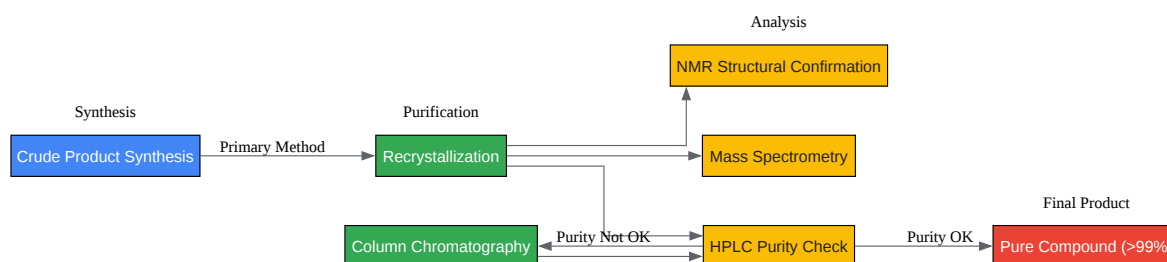 Analysis
NMR Structural Confirmation
Synthesis
Purification
Crude Product Synthesis
Primary Method
Recrystallization
Mass Spectrometry
Final Product
Column Chromatography
Purity Not OK
HPLC Purity Check
Purity OK
Pure Compound (>99%